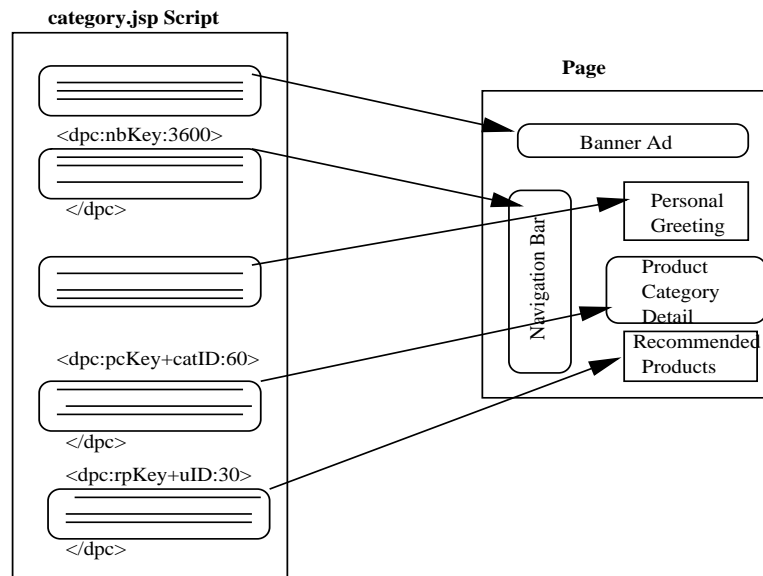 category.jsp Script
<dpc:nbKey:3600>
</dpc>
<dpc:pcKey+catID:60>
</dpc>
<dpc:rpKey+uID:30>
</dpc>
Page
Banner Ad
Navigation Bar
Personal
Greeting
Product
Category
Detail
Recommended
Products